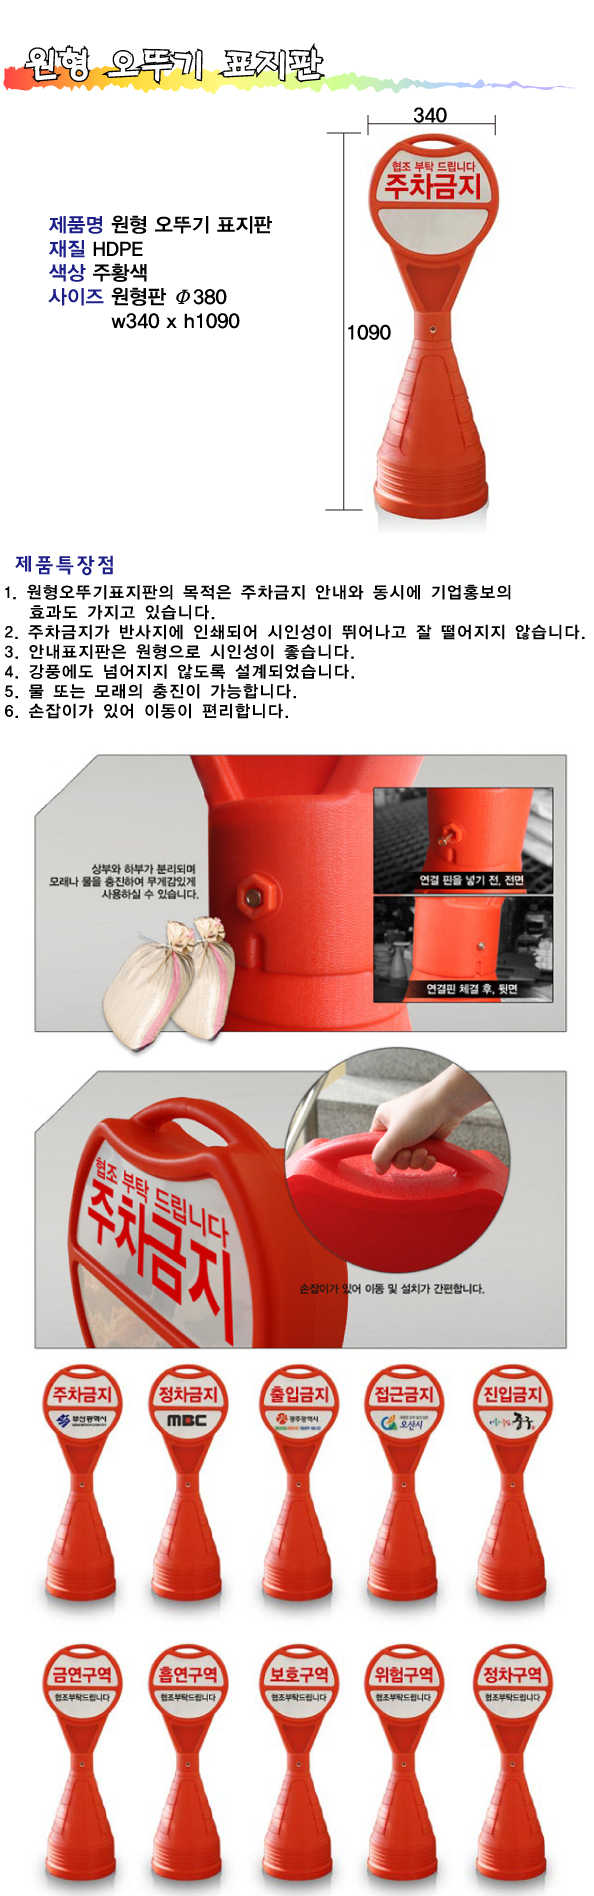 원형 오뚜기 표지판
340
협조 부탁 드립니다
주차금지
제품명 원형 오뚜기 표지판
재질 HDPE
색상 주황색
사이즈 원형판 Φ380
w340 x h1090
1090
제품특장점
1. 원형오뚜기표지판의 목적은 주차금지 안내와 동시에 기업홍보의
효과도 가지고 있습니다.
2. 주차금지가 반사지에 인쇄되어 시인성이 뛰어나고 잘 떨어지지 않습니다.
3. 안내표지판은 원형으로 시인성이 좋습니다.
4. 강풍에도 넘어지지 않도록 설계되었습니다.
5. 물 또는 모래의 충진이 가능합니다.
6. 손잡이가 있어 이동이 편리합니다.
상부와 하부가 분리되며
모래나 물을 충진하여 무게감있게
사용하실 수 있습니다.
연결 핀을 넣기 전, 전면
연결핀 체결 후, 뒷면
협조 부탁 드립니다
주차금지
손잡이가 있어 이동 및 설치가 간편합니다.
주차금지 정차금지 출입금지 접근금지 진입금지
부산광역시 MBC 광주광역시 오산시 중구
금연구역 흡연구역 보호구역 위험구역 정차구역
협조부탁드립니다 협조부탁드립니다 협조부탁드립니다 협조부탁드립니다 협조부탁드립니다